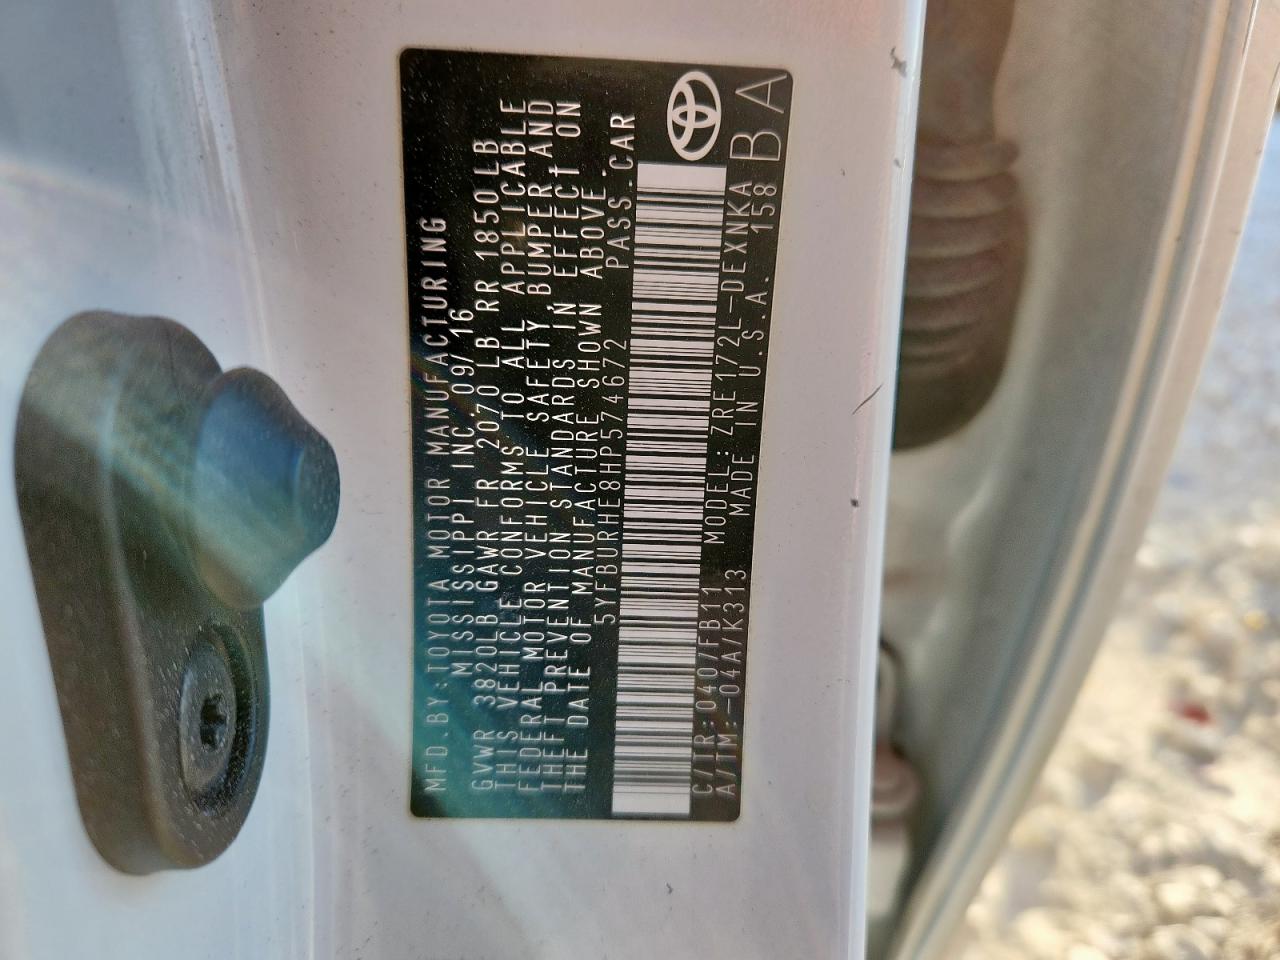 MFD.BY:TOYOTA MOTOR MANUFACTURING
MISSISSIPPI INC.09/16
GVWR 3820LB GAWR FR 2070 LB RR 1850LB
THIS VEHICLE CONFORMS TO ALL APPLICABLE
FEDERAL MOTOR VEHICLE SAFETY, BUMPER, AND
THEFT PREVENTION STANDARDS IN EFFECT ON
THE DATE OF MANUFACTURE SHOWN ABOVE.
5YFBURHE8HP574672 PASS.CAR
C/TR:040/FB11 MODEL:ZRE172L-DEXNKA
A/TM:-04A/K313 MADE IN U.S.A. 158
BA